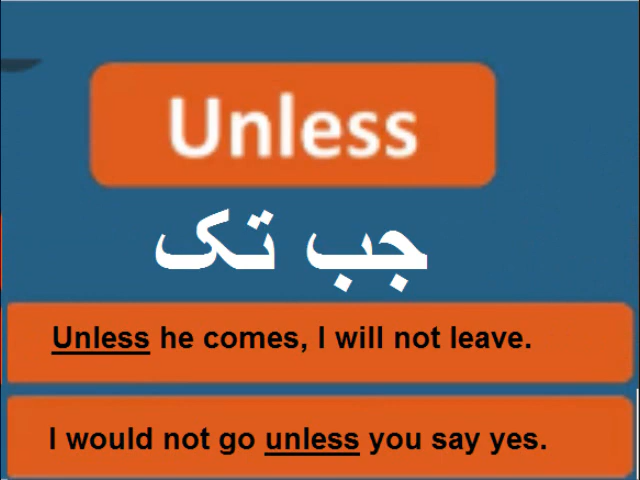 Unless
جب تک
Unless he comes, I will not leave.
I would not go unless you say yes.